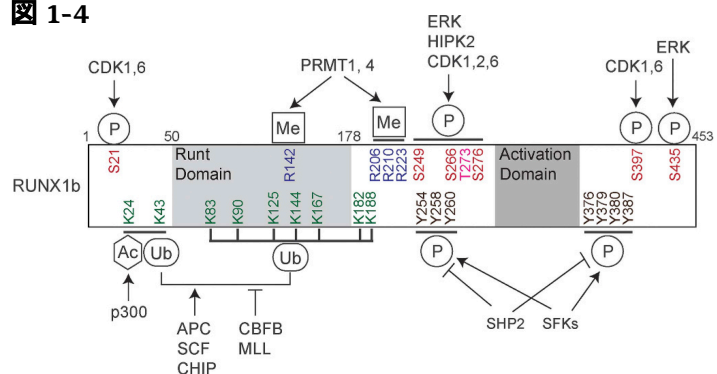 図 1-4
ERK
HIPK2
CDK1,2,6
ERK
CDK1,6
PRMT1, 4
CDK1,6
P
Me
Me
P
P
P
1
50
178
453
RUNX1b
S21
Runt
Domain
R142
R206
R210
R223
S249
S266
T273
S276
Activation
Domain
S397
S435
K24
K43
K83
K90
K125
K144
K167
K182
K188
Y254
Y258
Y260
Y375
Y379
Y380
Y387
Ac
Ub
Ub
P
P
p300
APC
SCF
CHIP
CBFB
MLL
SHP2
SFKs